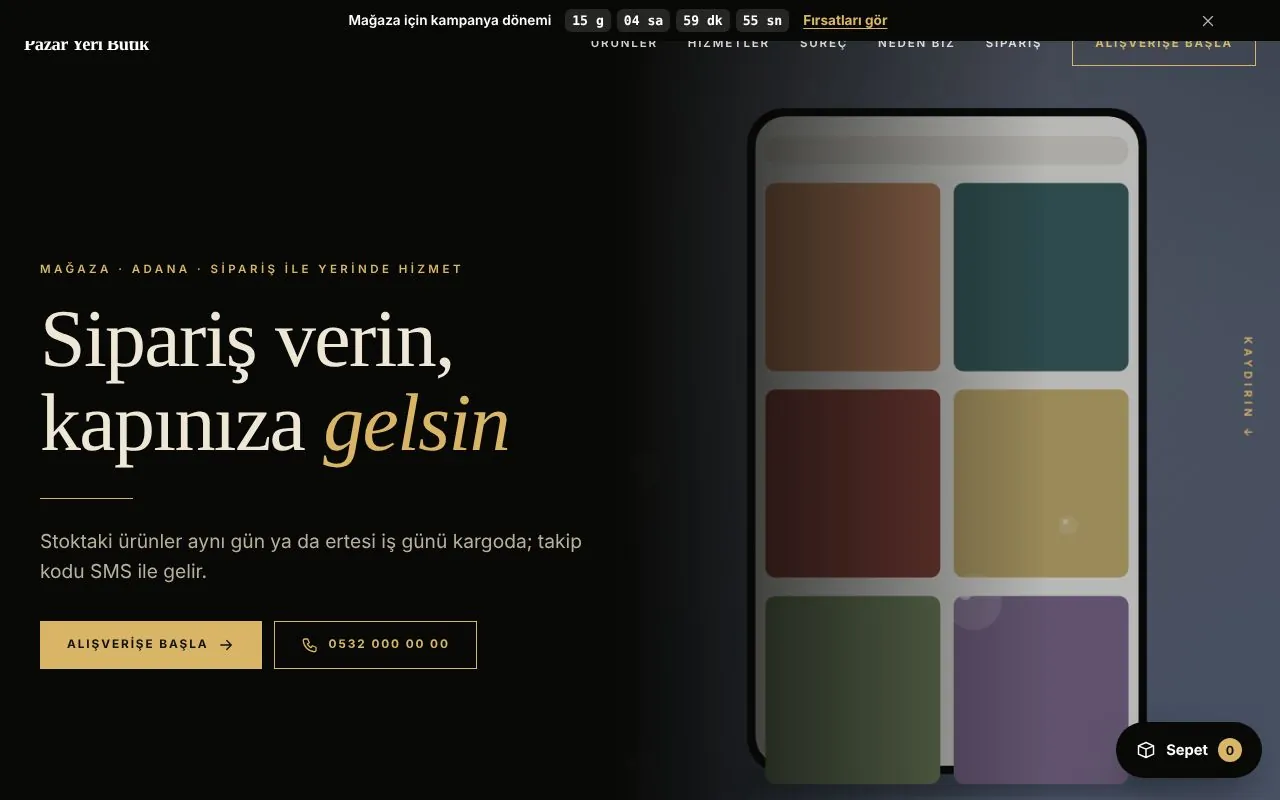 Mağaza için kampanya dönemi 15 g 04 sa 59 dk 55 sn Fırsatları gör
Pazar Yeri Butik ÜRÜNLER HİZMETLER SÜREÇ NEDEN BİZ SİPARİŞ ALIŞVERİŞE BAŞLA
MAĞAZA · ADANA · SİPARİŞ İLE YERİNDE HİZMET
Sipariş verin,
kapınıza gelsin
KAYDIRIN ↓
Stoktaki ürünler aynı gün ya da ertesi iş günü kargoda; takip
kodu SMS ile gelir.
ALIŞVERİŞE BAŞLA → 0532 000 00 00
Sepet 0